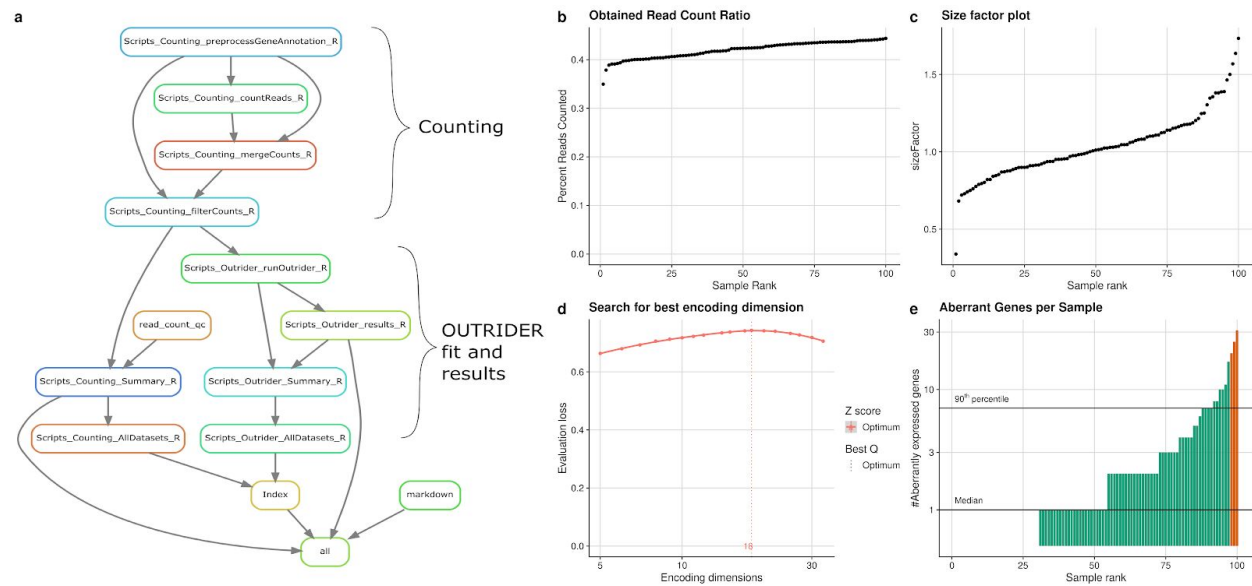 a
Scripts_Counting_preprocessGeneAnnotation_R
Scripts_Counting_countReads_R
Scripts_Counting_mergeCounts_R
Scripts_Counting_filterCounts_R
Counting
Scripts_Outrider_runOutrider_R
read_count_qc
Scripts_Outrider_results_R
Scripts_Counting_Summary_R
Scripts_Outrider_Summary_R
Scripts_Counting_AllDatasets_R
Scripts_Outrider_AllDatasets_R
OUTRIDER
fit and
results
Index
markdown
all
b
Obtained Read Count Ratio
Percent Reads Counted
0.4
0.3
0.2
0.1
0.0
0
25
50
75
100
Sample Rank
c
Size factor plot
sizeFactor
1.5
1.0
0.5
0
25
50
75
100
Sample rank
d
Search for best encoding dimension
Evaluation loss
0.6
0.4
0.2
0.0
18
5
10
30
Encoding dimensions
Z score
Optimum
Best Q
Optimum
e
Aberrant Genes per Sample
#Aberrantly expressed genes
30
10
3
1
90th percentile
Median
0
25
50
75
100
Sample rank